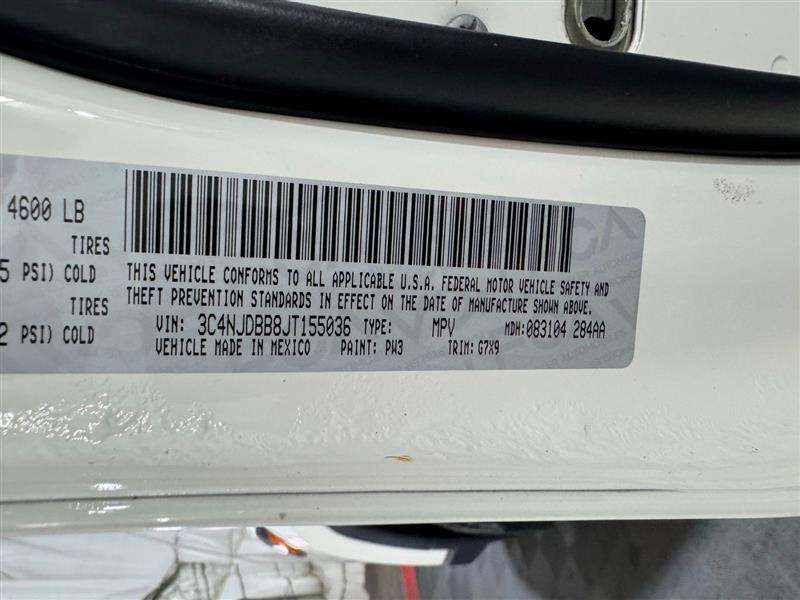 4600 LB
TIRES
5 PSI) COLD
TIRES
2 PSI) COLD
THIS VEHICLE CONFORMS TO ALL APPLICABLE U.S.A. FEDERAL MOTOR VEHICLE SAFETY AND
THEFT PREVENTION STANDARDS IN EFFECT ON THE DATE OF MANUFACTURE SHOWN ABOVE.
VIN: 3C4NJDBB8JT155036 TYPE: MPV MDH: 083104 284AA
VEHICLE MADE IN MEXICO PAINT: PW3 TRIM: G7X9